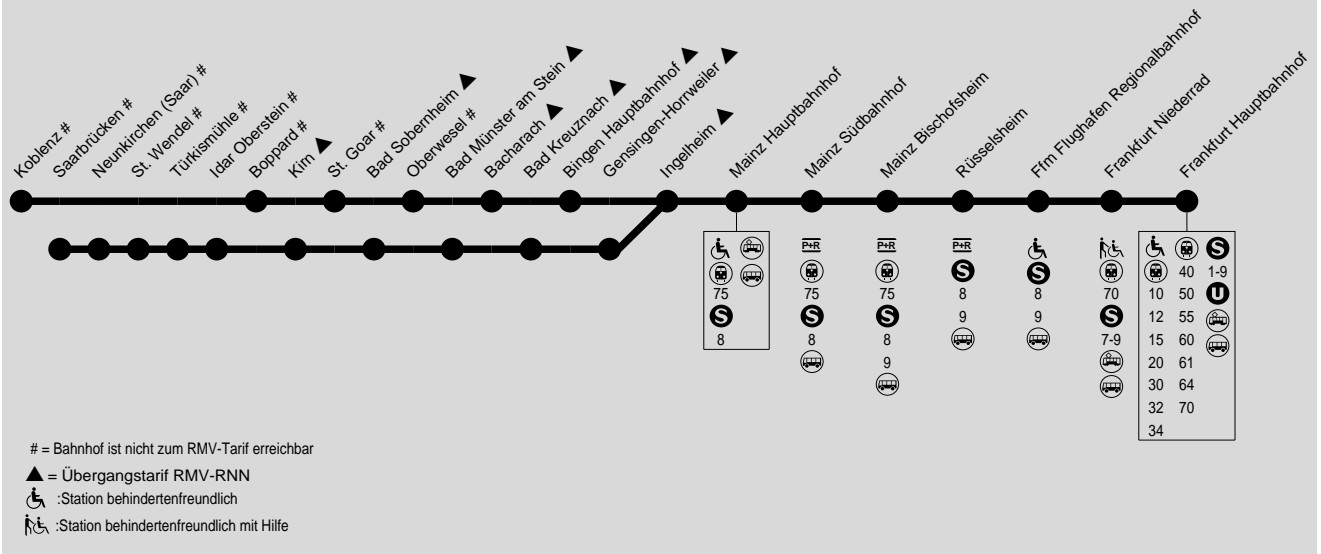 Koblenz #
Saarbrücken #
Neunkirchen (Saar) #
St. Wendel #
Türkismühle #
Idar Oberstein #
Boppard #
Kirn ▲
St. Goar #
Bad Sobernheim ▲
Oberwesel #
Bad Münster am Stein ▲
Bacharach ▲
Bad Kreuznach ▲
Bingen Hauptbahnhof ▲
Gensingen-Horrweiler ▲
Ingelheim ▲
Mainz Hauptbahnhof
Mainz Südbahnhof
Mainz Bischofsheim
Rüsselsheim
Ffm Flughafen Regionalbahnhof
Frankfurt Niederrad
Frankfurt Hauptbahnhof
75
S
8
P+R
75
S
8
P+R
75
S
8
9
P+R
S
8
9
S
8
9
70
S
7-9
S
40 1-9
10 50 U
12 55
15 60
20 61
30 64
32 70
34
# = Bahnhof ist nicht zum RMV-Tarif erreichbar
▲ = Übergangstarif RMV-RNN
:Station behindertenfreundlich
:Station behindertenfreundlich mit Hilfe